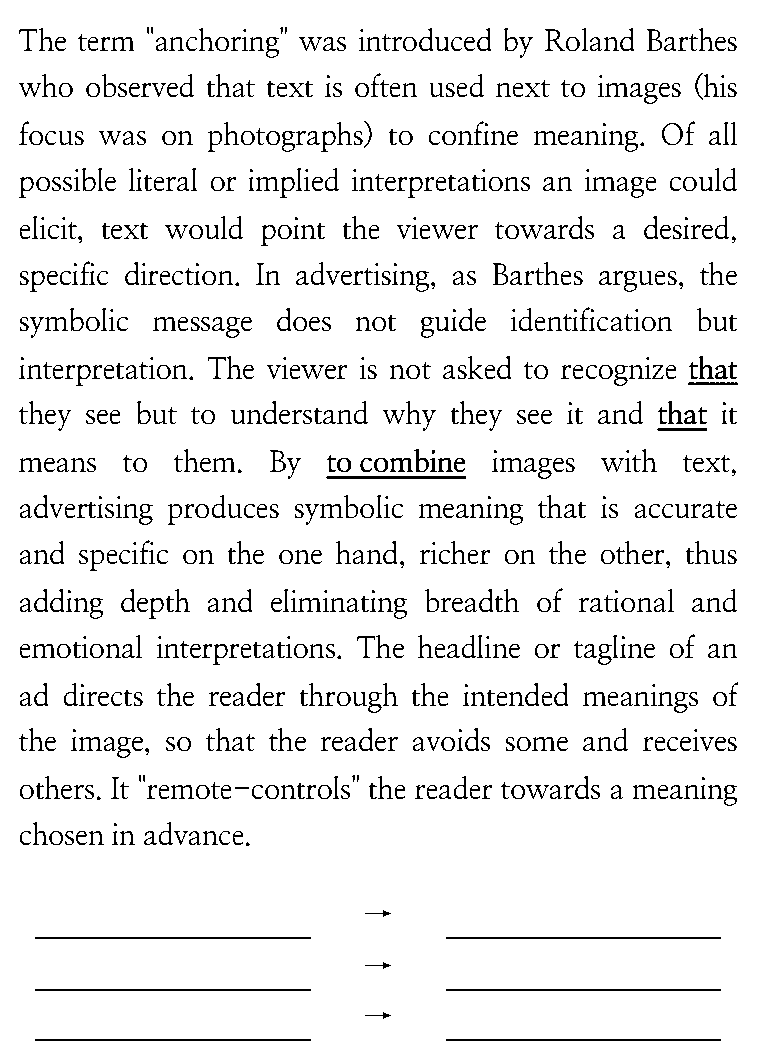 The term "anchoring" was introduced by Roland Barthes
who observed that text is often used next to images (his
focus was on photographs) to confine meaning. Of all
possible literal or implied interpretations an image could
elicit, text would point the viewer towards a desired,
specific direction. In advertising, as Barthes argues, the
symbolic message does not guide identification but
interpretation. The viewer is not asked to recognize that
they see but to understand why they see it and that it
means to them. By to combine images with text,
advertising produces symbolic meaning that is accurate
and specific on the one hand, richer on the other, thus
adding depth and eliminating breadth of rational and
emotional interpretations. The headline or tagline of an
ad directs the reader through the intended meanings of
the image, so that the reader avoids some and receives
others. It "remote-controls" the reader towards a meaning
chosen in advance.
→
→
→